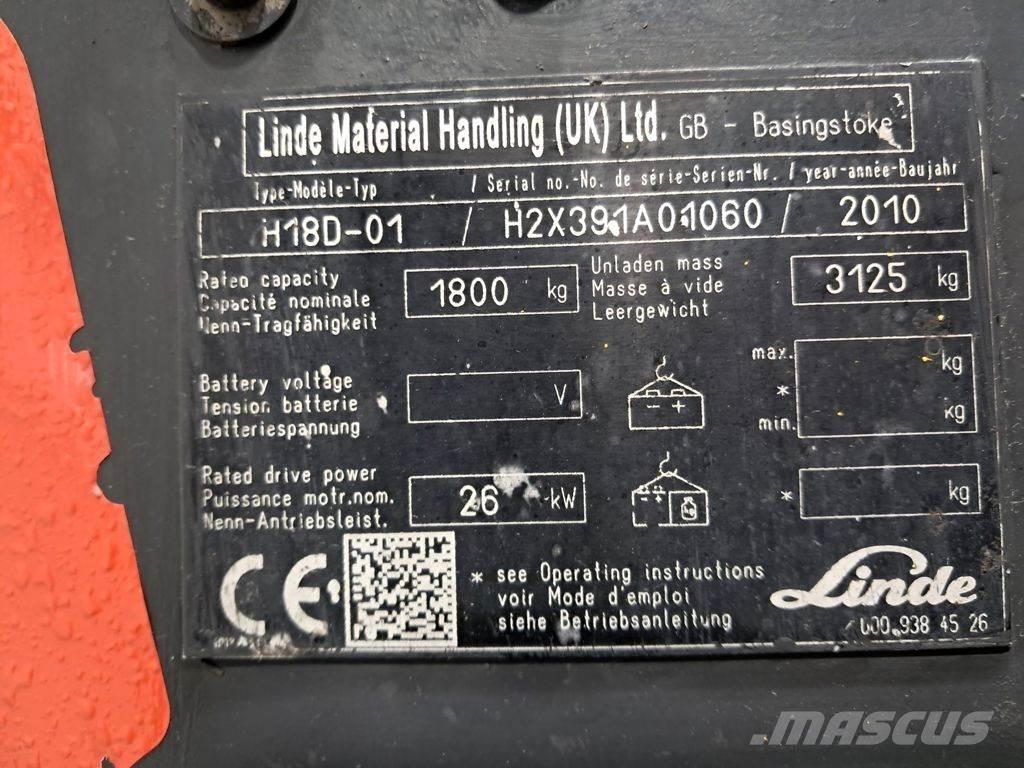 Linde Material Handling (UK) Ltd. GB - Basingstoke
Type-Modèle-Typ / Serial no.-No. de série-Serien-Nr. / year-année-Baujahr
H18D-01 / H2X391A01060 / 2010
Rated capacity
Capacité nominale
Nenn-Tragfähigkeit
1800 kg
Unladen mass
Masse à vide
Leergewicht
3125 kg
Battery voltage
Tension batterie
Batteriespannung
V
- +
max. kg
*
min. kg
Rated drive power
Puissance motr.nom.
Nenn-Antriebsleist.
26 kW
* kg
CE
* see Operating instructions
voir Mode d'emploi
siehe Betriebsanleitung
Linde
000 938 45 26
MASCUS